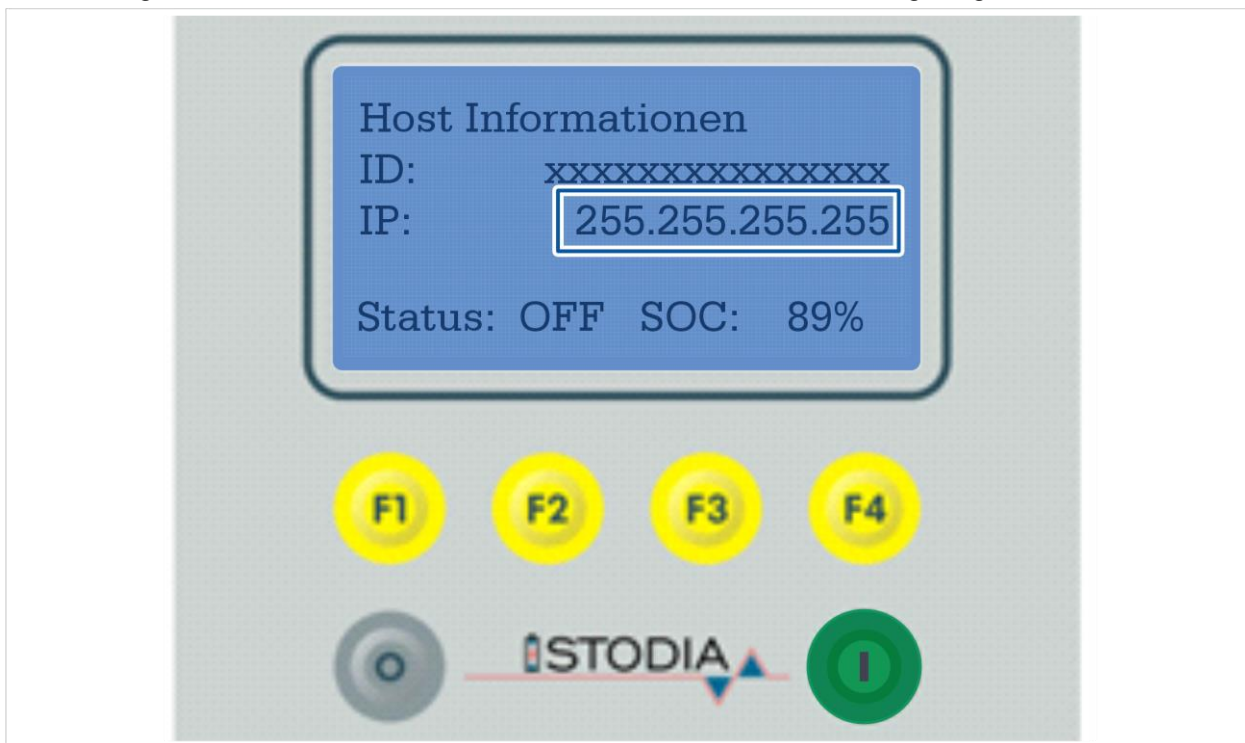 Host Informationen
ID: xxxxxxxxxxxxxxx
IP: 255.255.255.255
Status: OFF SOC: 89%
F1 F2 F3 F4
O STODIA I